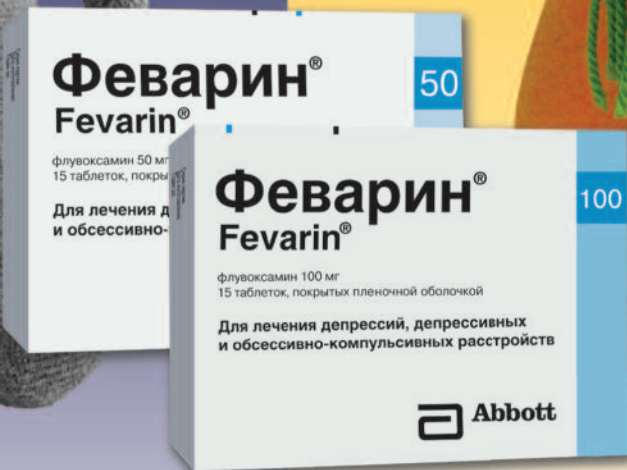 Феварин®
Fevarin®
флувоксамин 50 мг
15 таблеток,
Для лечения
и обсессивно-
50
Феварин®
Fevarin®
флувоксамин 100 мг
15 таблеток, покрытых пленочной оболочкой
Для лечения депрессий, депрессивных
и обсессивно-компульсивных расстройств
100
Abbott